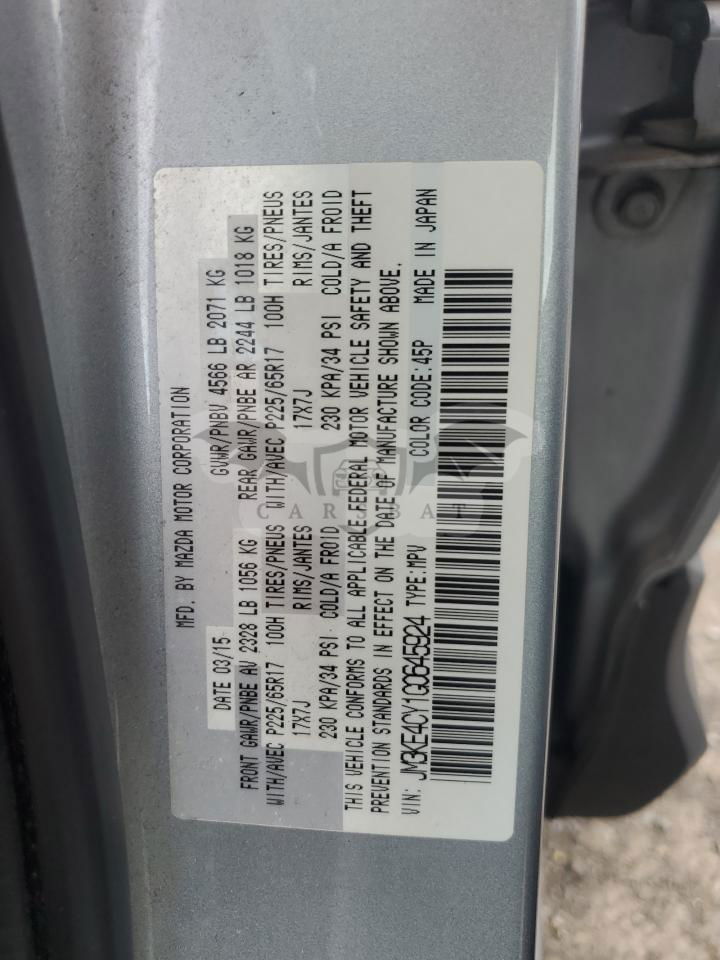 MFD. BY MAZDA MOTOR CORPORATION
DATE 03/15 GVWR/PNBV 4566 LB 2071 KG
FRONT GAWR/PNBE AV 2328 LB 1056 KG REAR GAWR/PNBE AR 2244 LB 1018 KG
WITH/AVEC P225/65R17 100H TIRES/PNEUS WITH/AVEC P225/65R17 100H TIRES/PNEUS
17X7J RIMS/JANTES 17X7J RIMS/JANTES
230 KPA/34 PSI COLD/A FROID 230 KPA/34 PSI COLD/A FROID
THIS VEHICLE CONFORMS TO ALL APPLICABLE FEDERAL MOTOR VEHICLE SAFETY AND THEFT
PREVENTION STANDARDS IN EFFECT ON THE DATE OF MANUFACTURE SHOWN ABOVE.
VIN: JM3KE4CY1G0645924 TYPE:MPV COLOR CODE:45P MADE IN JAPAN
CARSBAT